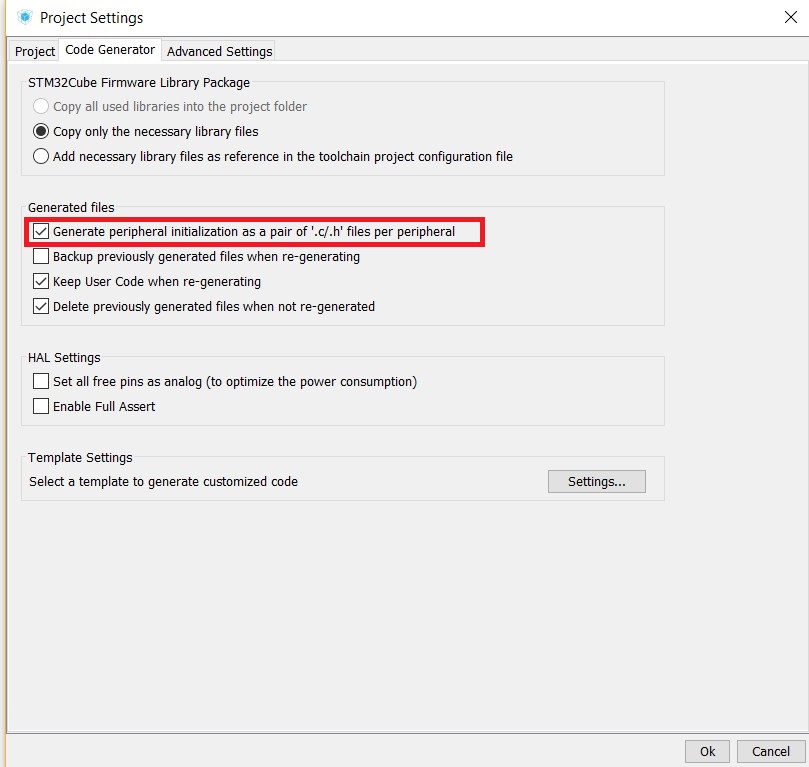 Project Settings
Project Code Generator Advanced Settings
STM32Cube Firmware Library Package
Copy all used libraries into the project folder
Copy only the necessary library files
Add necessary library files as reference in the toolchain project configuration file
Generated files
Generate peripheral initialization as a pair of '.c/.h' files per peripheral
Backup previously generated files when re-generating
Keep User Code when re-generating
Delete previously generated files when not re-generated
HAL Settings
Set all free pins as analog (to optimize the power consumption)
Enable Full Assert
Template Settings
Select a template to generate customized code Settings...
Ok Cancel